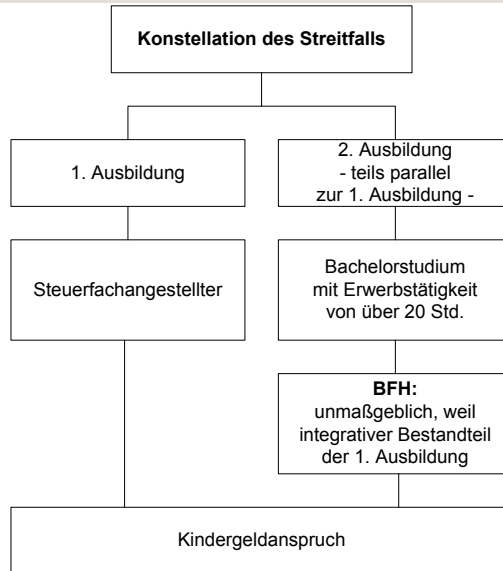 Konstellation des Streitfalls
1. Ausbildung
2. Ausbildung
- teils parallel
zur 1. Ausbildung -
Steuerfachangestellter
Bachelorstudium
mit Erwerbstätigkeit
von über 20 Std.
BFH:
unmaßgeblich, weil
integrativer Bestandteil
der 1. Ausbildung
Kindergeldanspruch